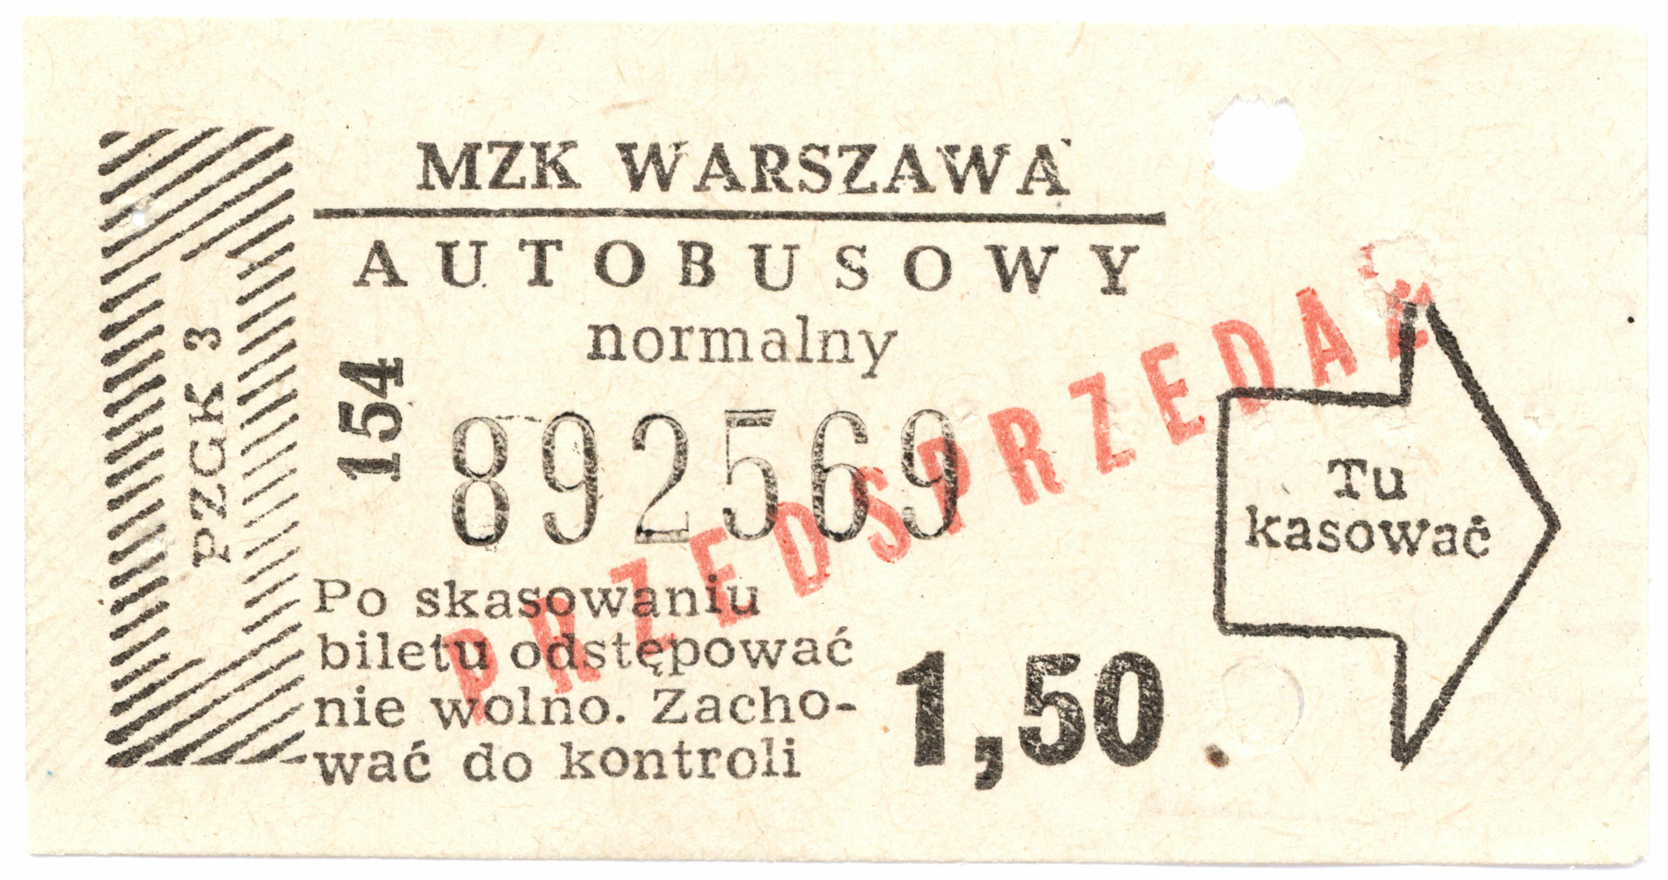 MZK WARSZAWA
AUTOBUSOWY
normalny
PZGK 3
154
892569
PRZEDSPRZEDAŻ
Tu
kasować
Po skasowaniu
biletu odstępować
nie wolno. Zacho-
wać do kontroli
1,50